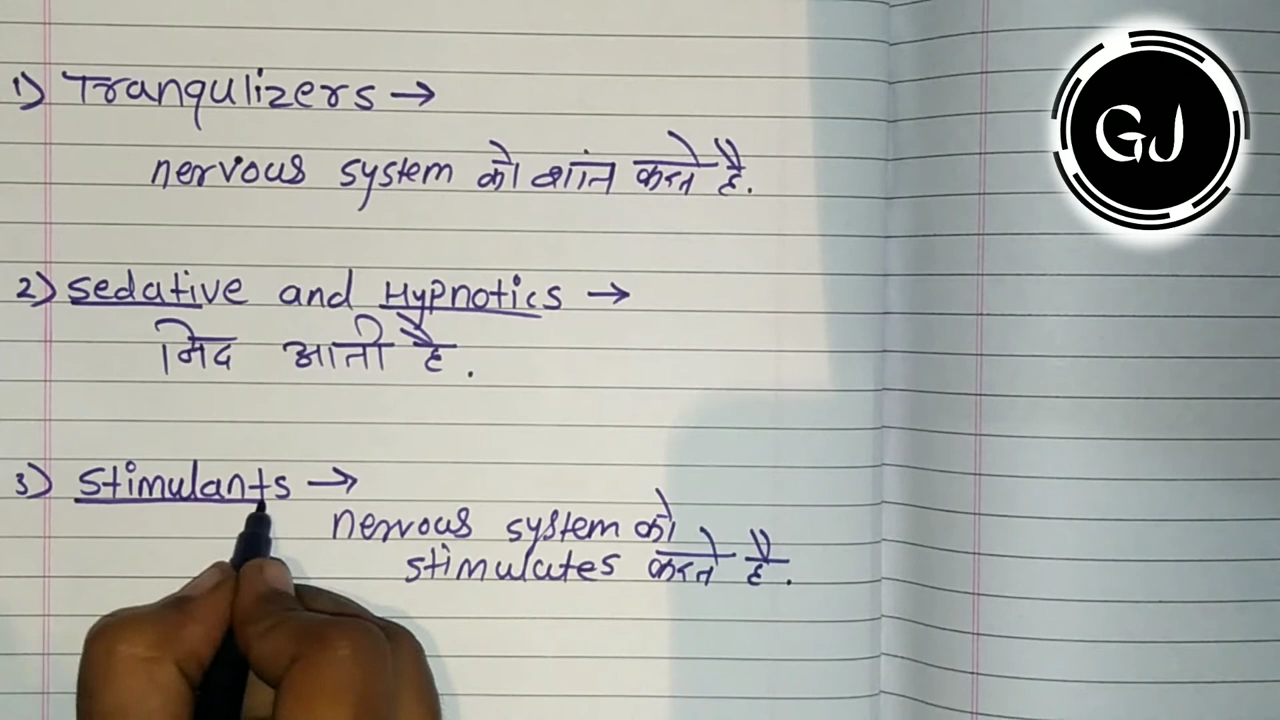 1) Tranqulizers →
nervous system को शांत करते है.
2) Sedative and Hypnotics →
निद आती है.
3) Stimulants →
nervous system को
stimulates करते है.
GJ